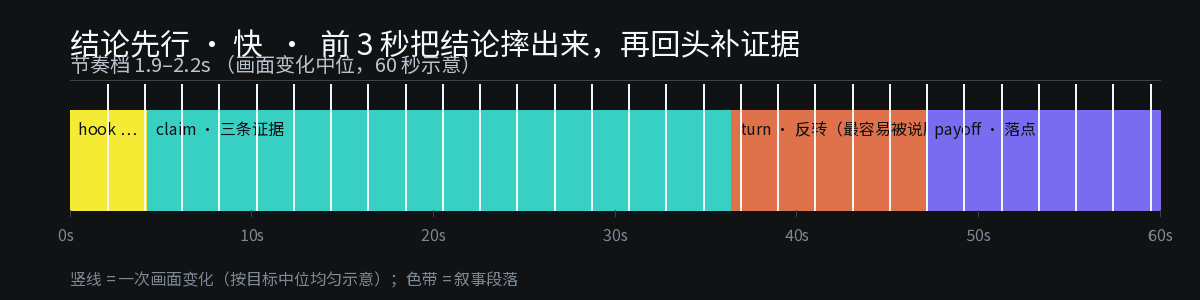 结论先行 · 快 · 前 3 秒把结论摔出来，再回头补证据
节奏档 1.9–2.2s （画面变化中位，60 秒示意）
hook … claim · 三条证据 turn · 反转（最容易被说 payoff · 落点
0s 10s 20s 30s 40s 50s 60s
竖线 = 一次画面变化（按目标中位均匀示意）；色带 = 叙事段落